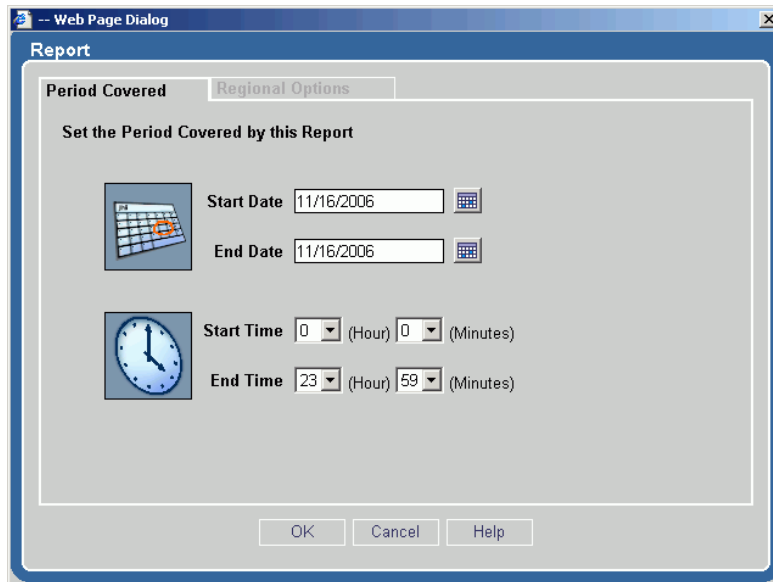 -- Web Page Dialog
Report
Period Covered
Regional Options
Set the Period Covered by this Report
Start Date 11/16/2006
End Date 11/16/2006
Start Time 0 (Hour) 0 (Minutes)
End Time 23 (Hour) 59 (Minutes)
OK Cancel Help